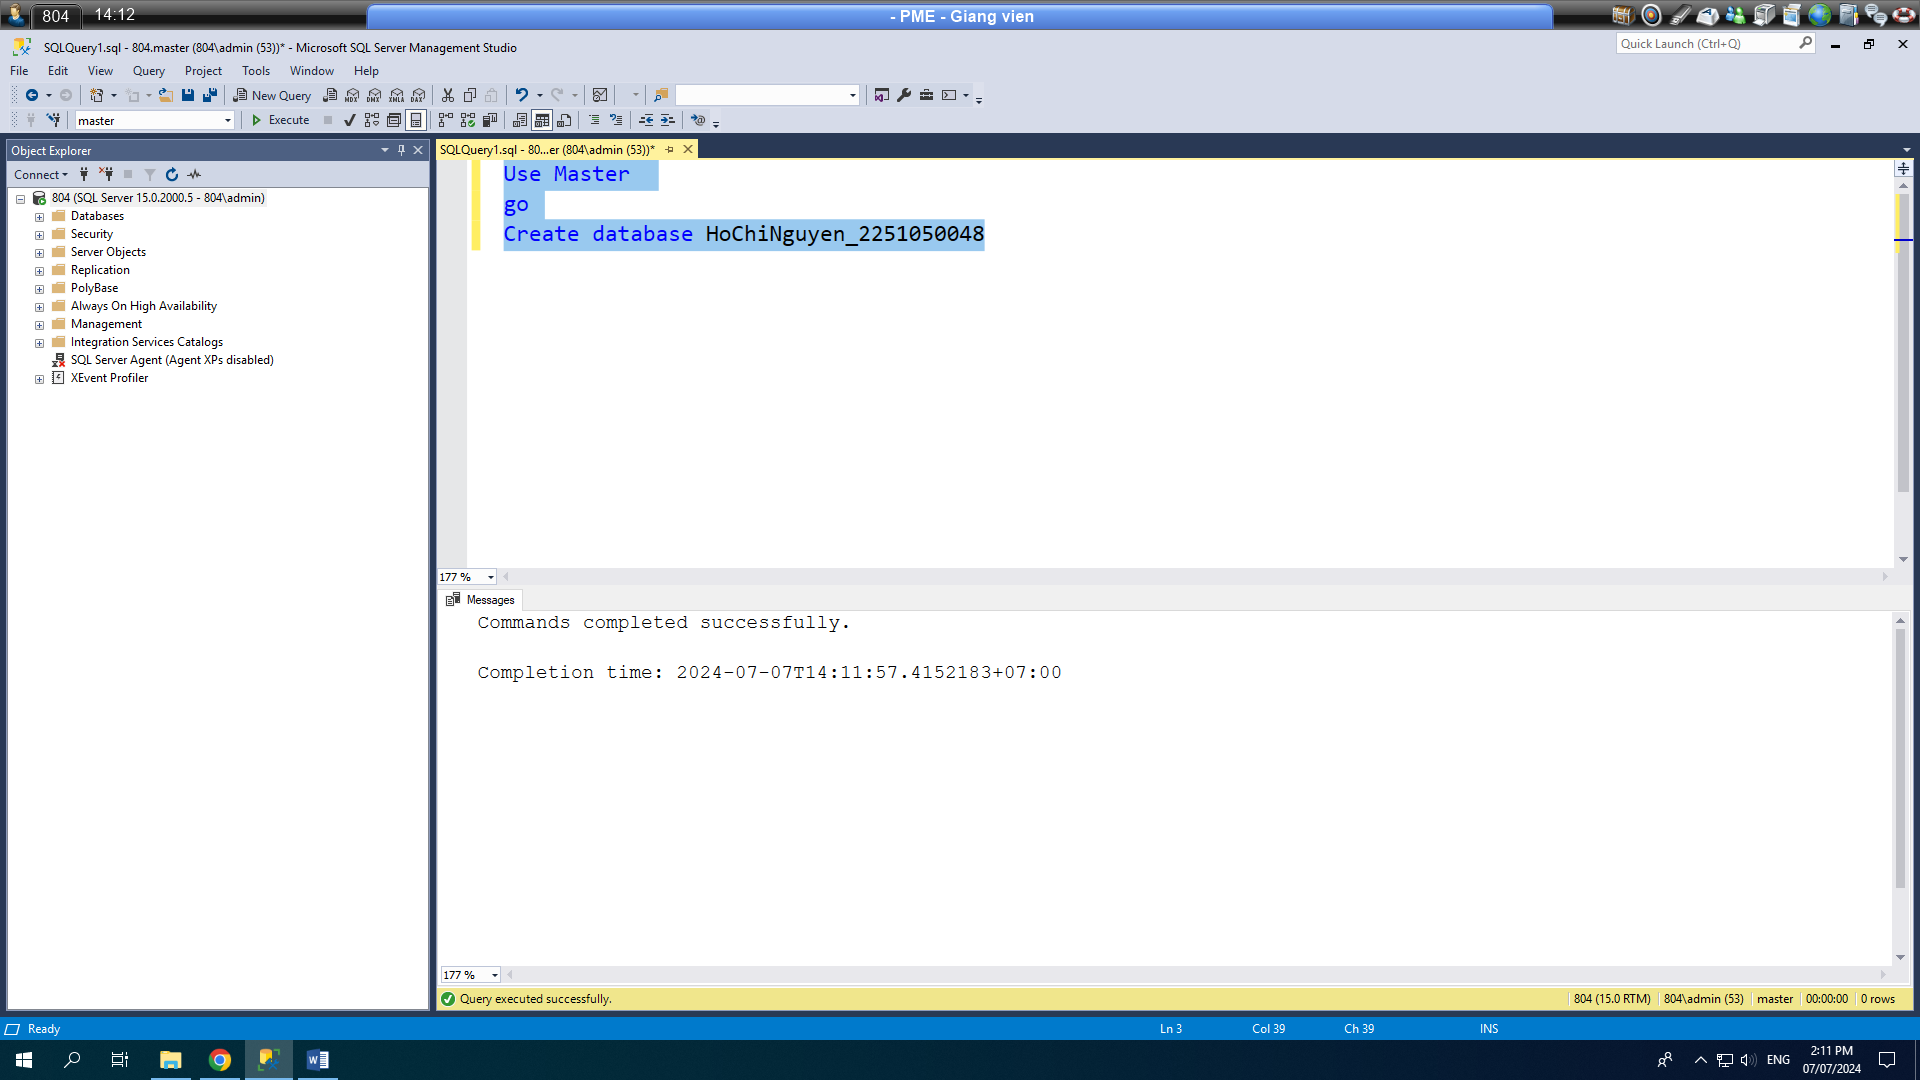 804 14:12 - PME - Giang vien
SQLQuery1.sql - 804.master (804\admin (53))* - Microsoft SQL Server Management Studio
Quick Launch (Ctrl+Q)
File Edit View Query Project Tools Window Help
New Query MDX DMX XMLA DAX
master Execute
Object Explorer
Connect
804 (SQL Server 15.0.2000.5 - 804\admin)
Databases
Security
Server Objects
Replication
PolyBase
Always On High Availability
Management
Integration Services Catalogs
SQL Server Agent (Agent XPs disabled)
XEvent Profiler
SQLQuery1.sql - 80...er (804\admin (53))*
Use Master
go
Create database HoChiNguyen_2251050048
177 %
Messages
Commands completed successfully.
Completion time: 2024-07-07T14:11:57.4152183+07:00
177 %
Query executed successfully. 804 (15.0 RTM) 804\admin (53) master 00:00:00 0 rows
Ready Ln 3 Col 39 Ch 39 INS
ENG 2:11 PM
07/07/2024